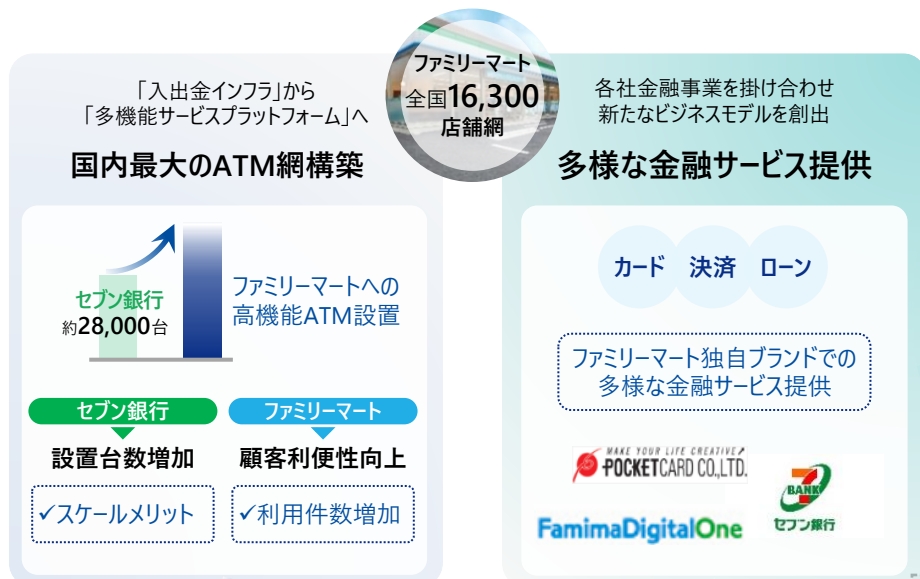 ファミリーマート
全国16,300
店舗網
「入出金インフラ」から
「多機能サービスプラットフォーム」へ
国内最大のATM網構築
セブン銀行
約28,000台
ファミリーマートへの
高機能ATM設置
セブン銀行
ファミリーマート
設置台数増加
顧客利便性向上
✓スケールメリット
✓利用件数増加
各社金融事業を掛け合わせ
新たなビジネスモデルを創出
多様な金融サービス提供
カード 決済 ローン
ファミリーマート独自ブランドでの
多様な金融サービス提供
MAKE YOUR LIFE CREATIVE
POCKETCARD CO.,LTD.
FamimaDigitalOne
7
BANK
セブン銀行